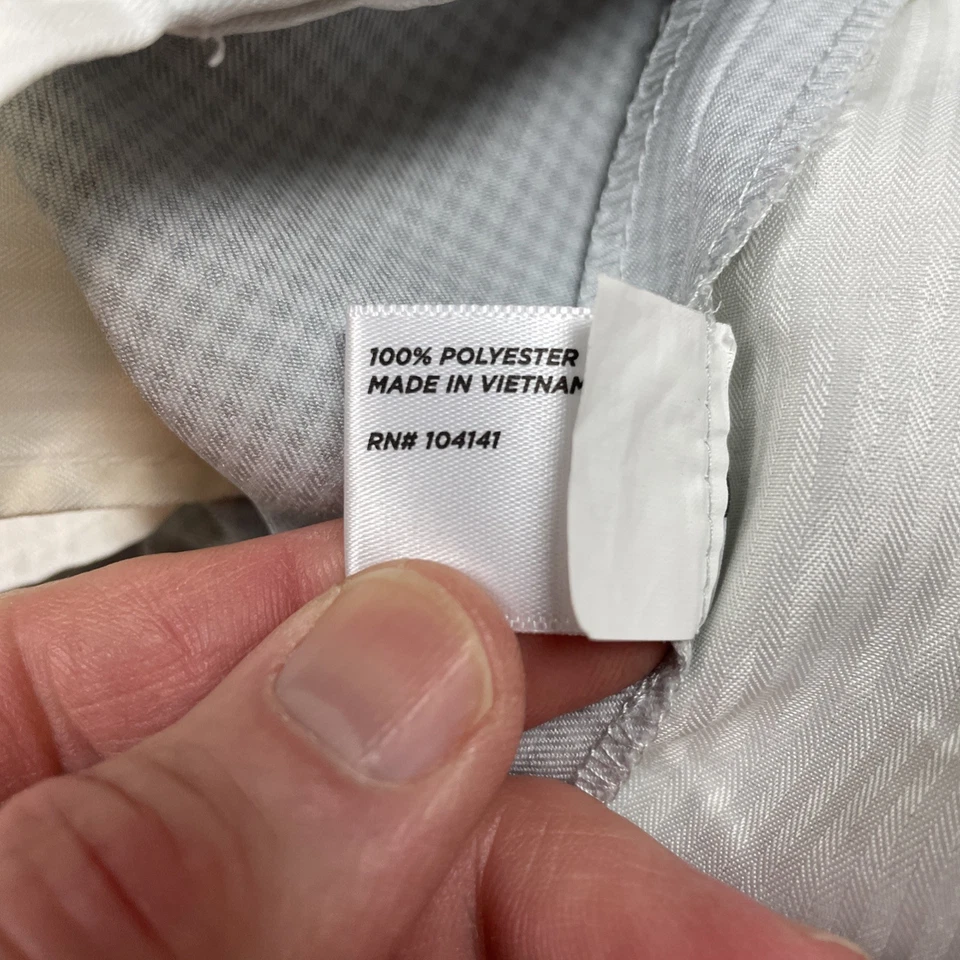 100% POLYESTER
MADE IN VIETNAM
RN# 104141